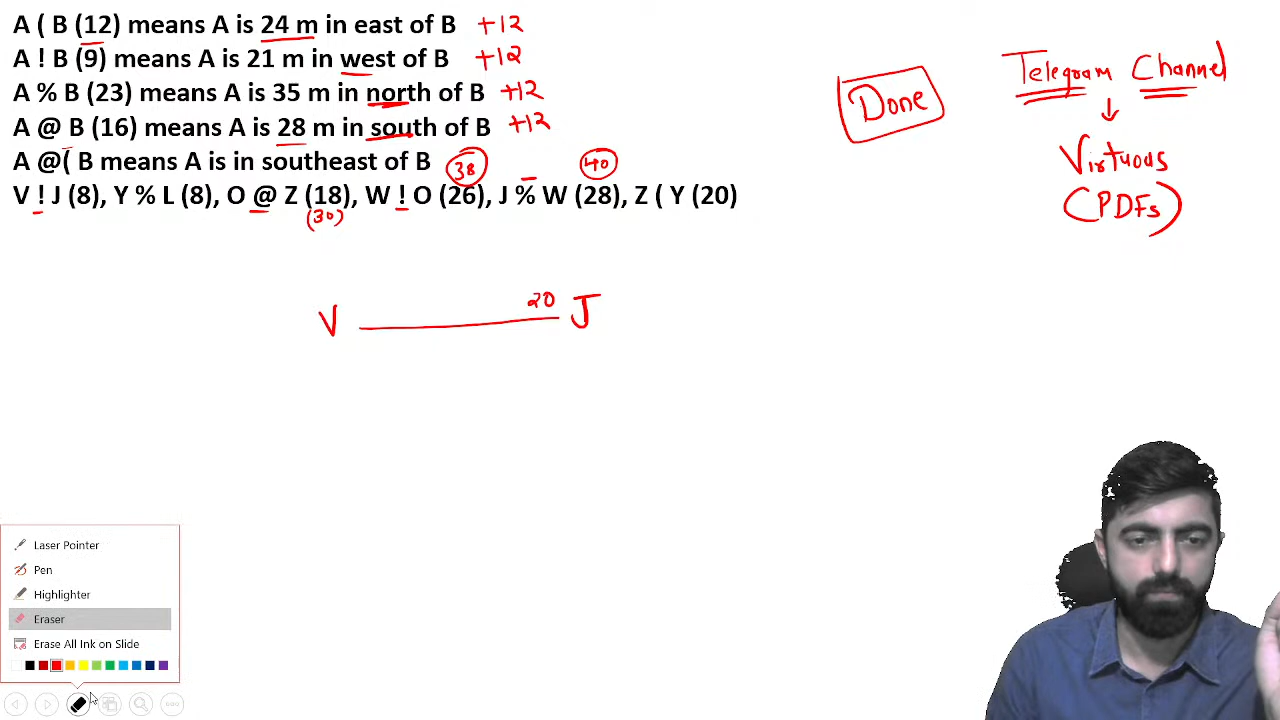 A ( B (12) means A is 24 m in east of B +12
A ! B (9) means A is 21 m in west of B +12
A % B (23) means A is 35 m in north of B +12
A @ B (16) means A is 28 m in south of B +12
A @( B means A is in southeast of B
38 40
V ! J (8), Y % L (8), O @ Z (18), W ! O (26), J % W (28), Z ( Y (20)
(30)
Done
Telegram Channel
↓
Virtuous
(PDFs)
V 20 J
Laser Pointer
Pen
Highlighter
Eraser
Erase All Ink on Slide